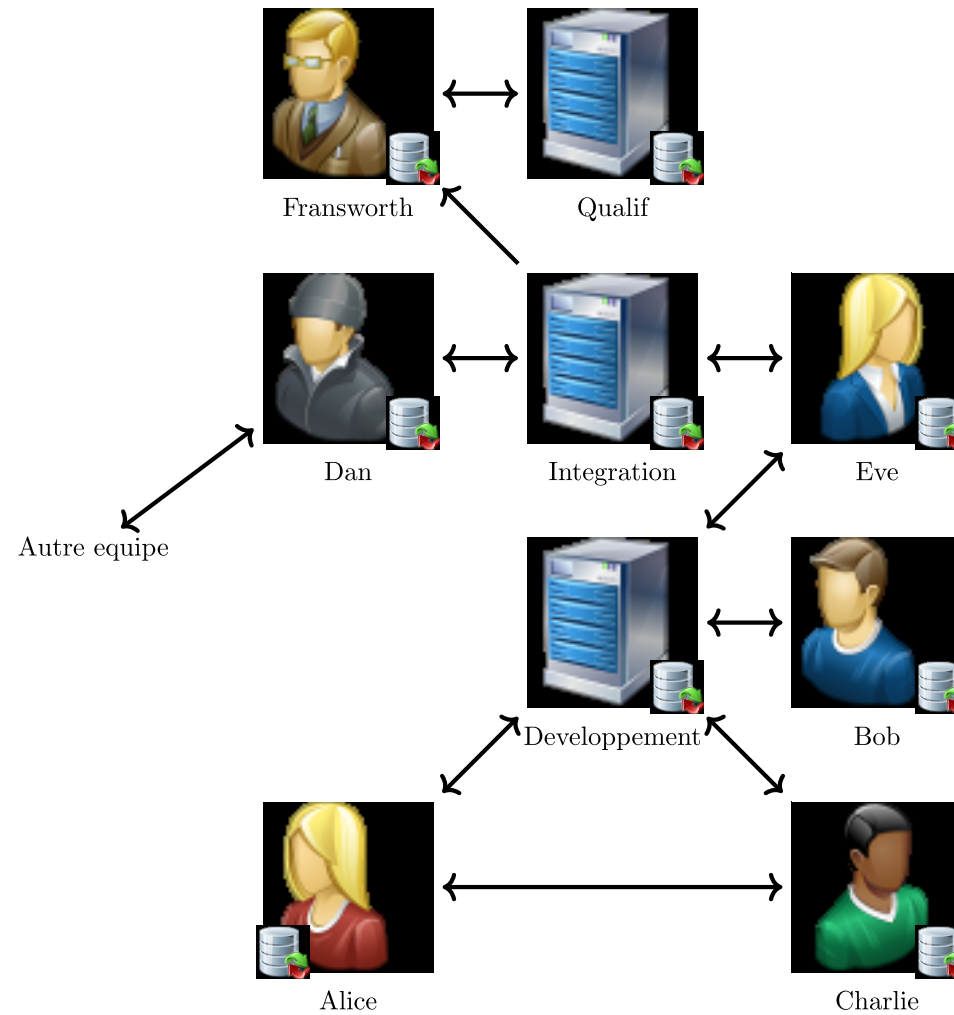 Fransworth
Qualif
Dan
Integration
Eve
Autre equipe
Developpement
Bob
Alice
Charlie